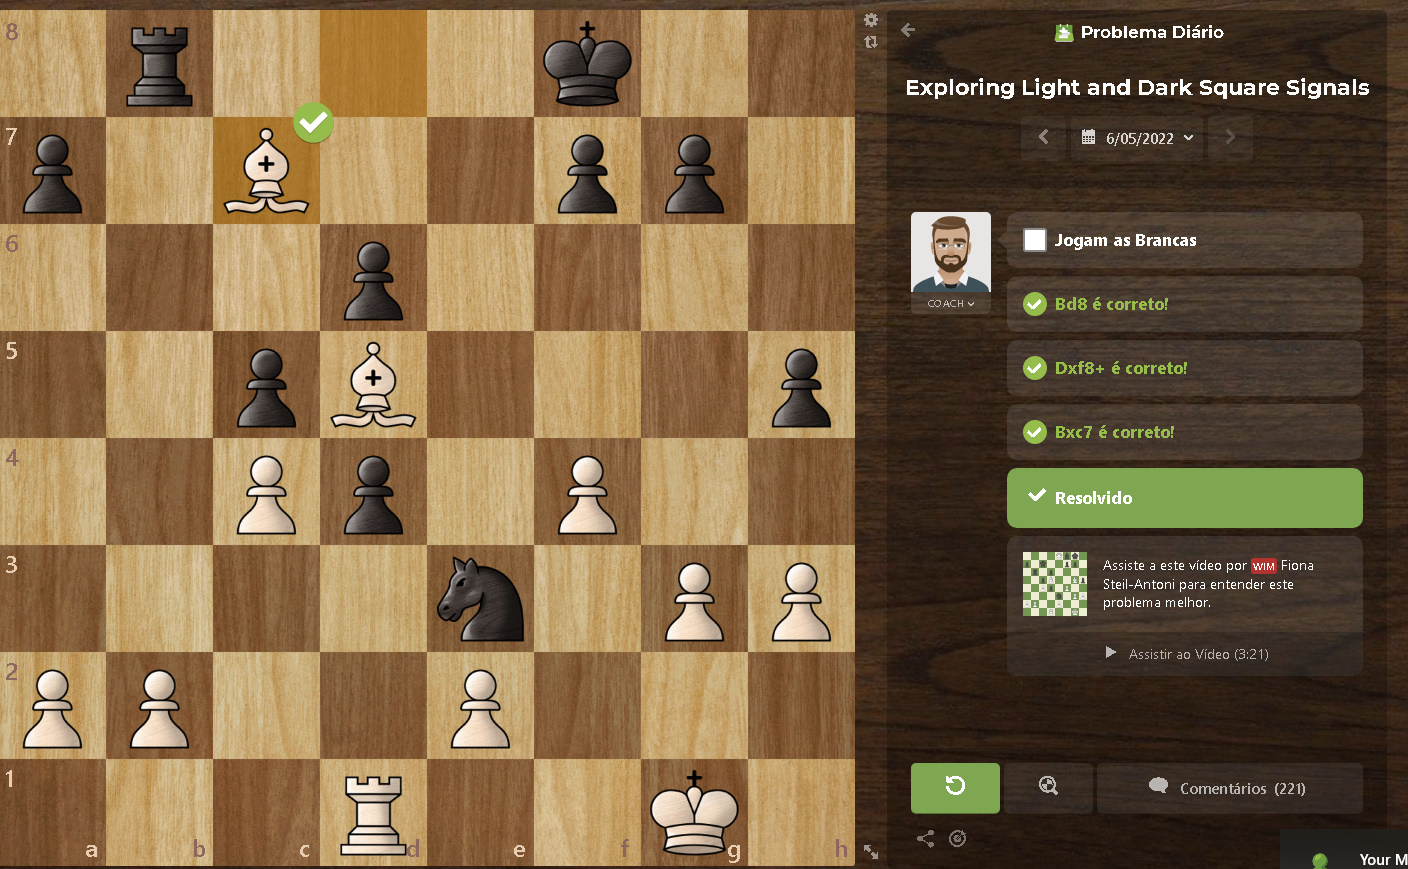 8
7
6
5
4
3
2
1
a b c d e f g h
Problema Diário
Exploring Light and Dark Square Signals
6/05/2022
COACH
Jogam as Brancas
Bd8 é correto!
Dxf8+ é correto!
Bxc7 é correto!
Resolvido
Assiste a este vídeo por WIM Fiona
Steil-Antoni para entender este
problema melhor.
Assistir ao Vídeo (3:21)
Comentários (221)
Your M